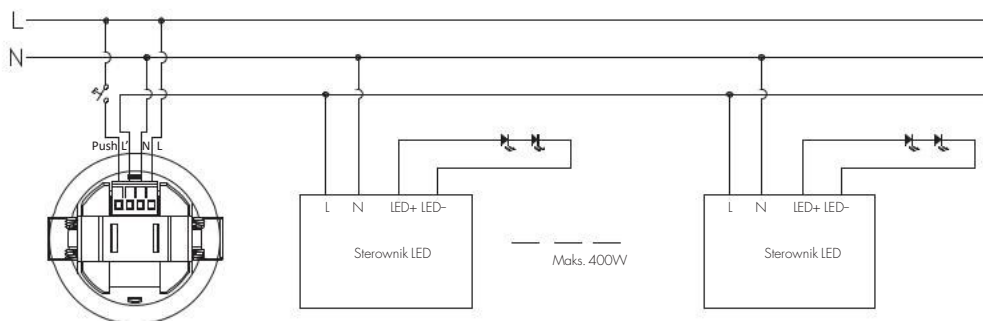 L
N
Push L' N L
L N LED+ LED-
Sterownik LED
Maks. 400W
L N LED+ LED-
Sterownik LED